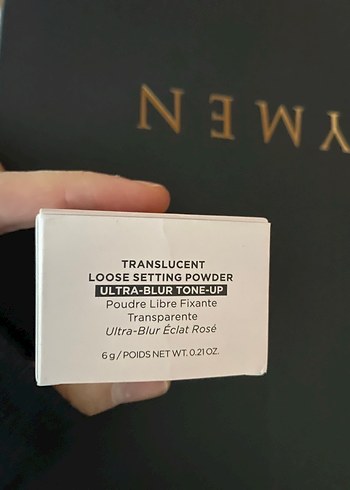 YMEN
TRANSLUCENT
LOOSE SETTING POWDER
ULTRA-BLUR TONE-UP
Poudre Libre Fixante
Transparente
Ultra-Blur Éclat Rosé
6 g / POIDS NET WT. 0.21 OZ.